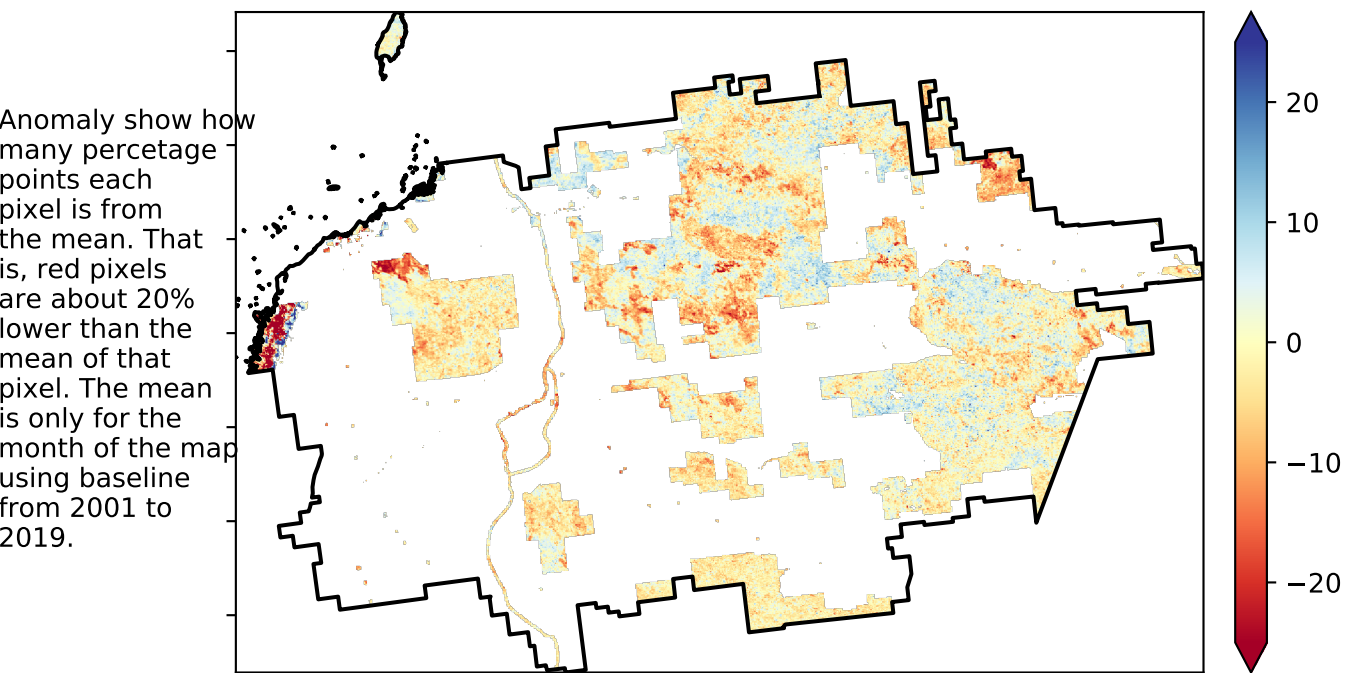 Anomaly show how
many percetage
points each
pixel is from
the mean. That
is, red pixels
are about 20%
lower than the
mean of that
pixel. The mean
is only for the
month of the map
using baseline
from 2001 to
2019.
20
10
0
−10
−20